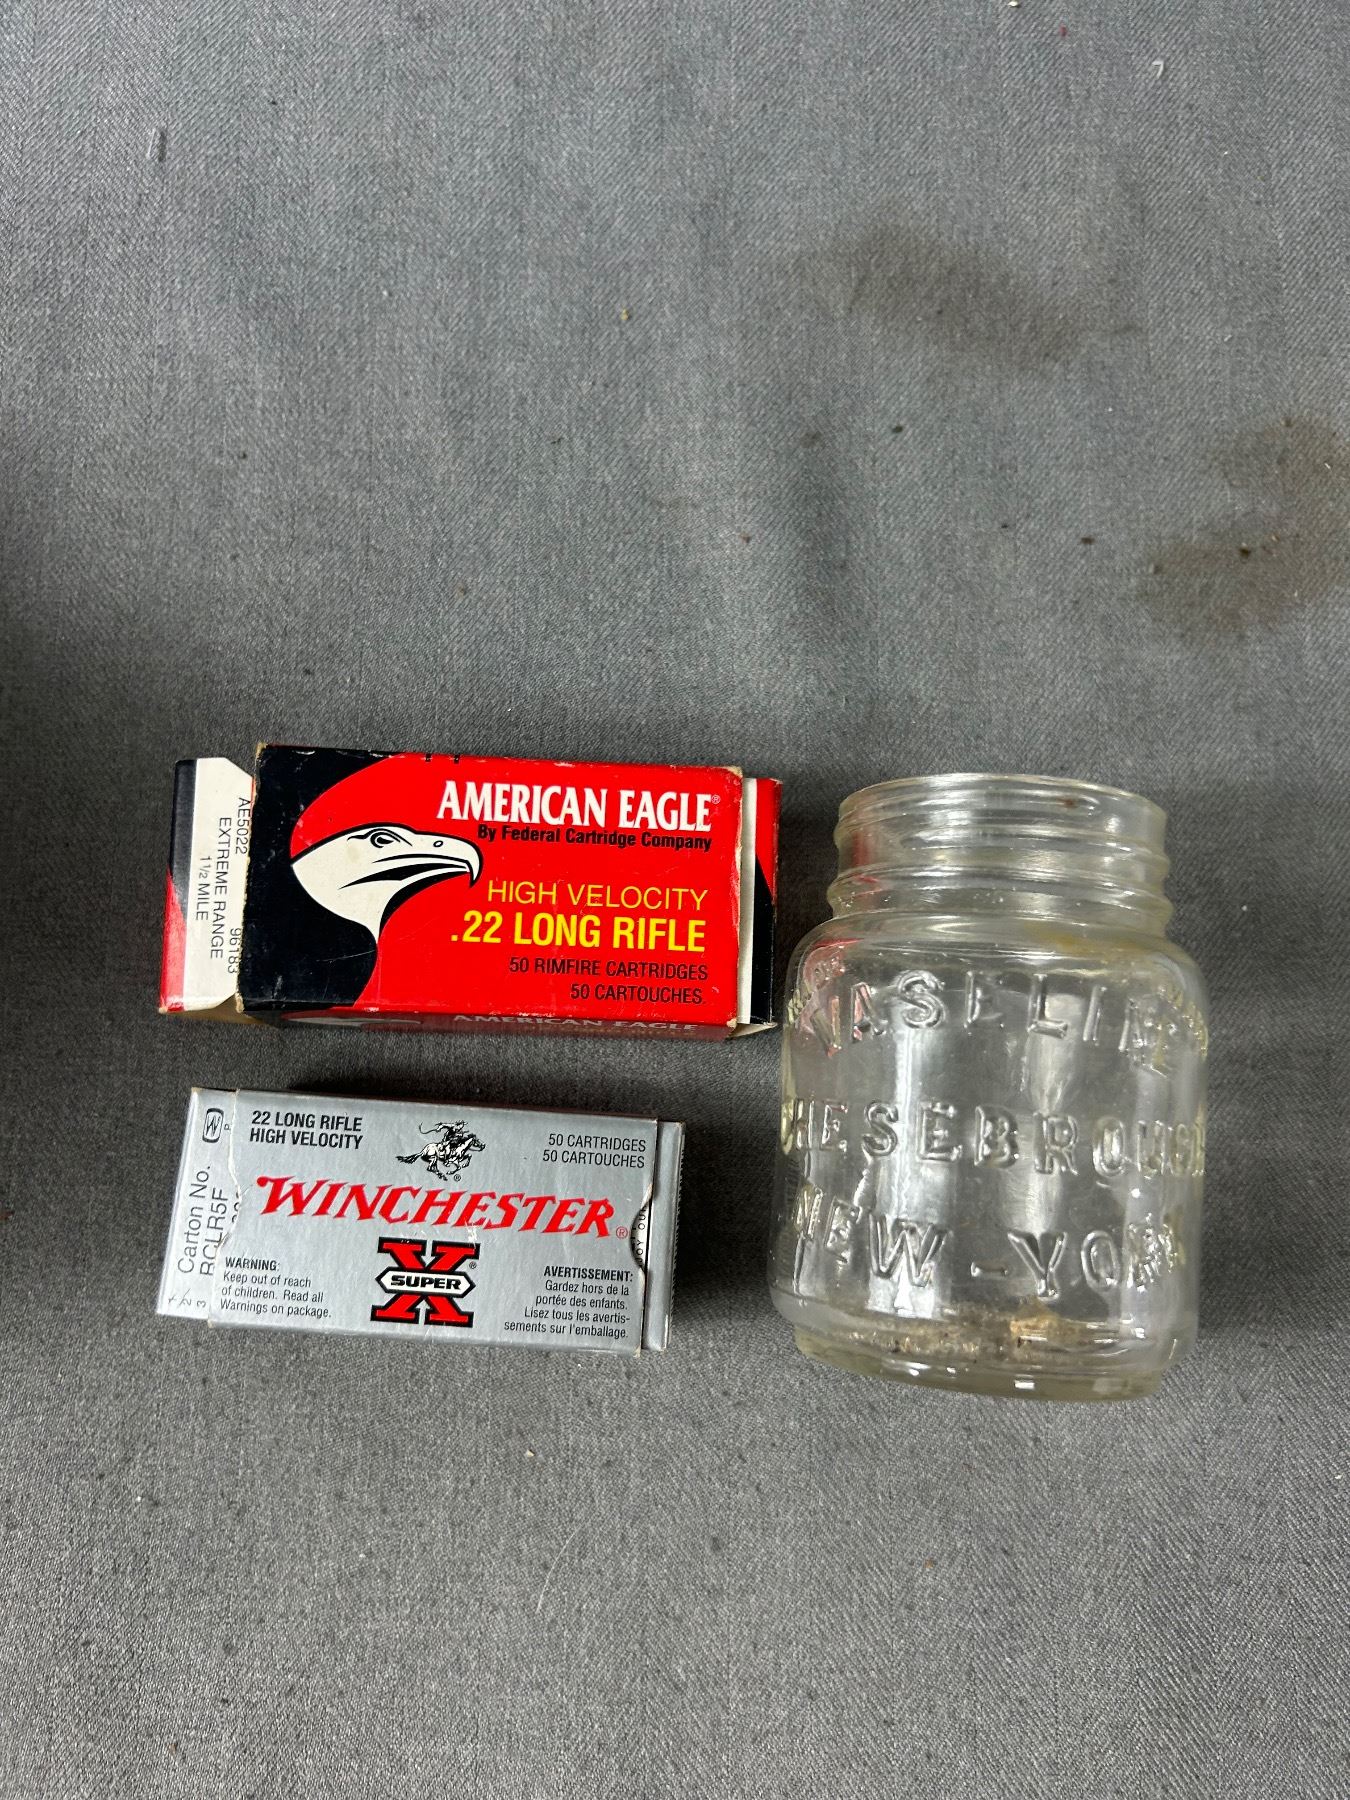 AE5022
96183
EXTREME RANGE
1½ MILE
AMERICAN EAGLE®
By Federal Cartridge Company
HIGH VELOCITY
.22 LONG RIFLE
50 RIMFIRE CARTRIDGES
50 CARTOUCHES
AMERICAN EAGLE
W
Carton No.
RCLR5F
22 LONG RIFLE
HIGH VELOCITY
50 CARTRIDGES
50 CARTOUCHES
WINCHESTER®
X®
SUPER
WARNING:
Keep out of reach
of children. Read all
Warnings on package.
AVERTISSEMENT:
Gardez hors de la
portée des enfants.
Lisez tous les avertis-
sements sur l'emballage.
VASELINE
CHESEBROUGH
NEW-YORK